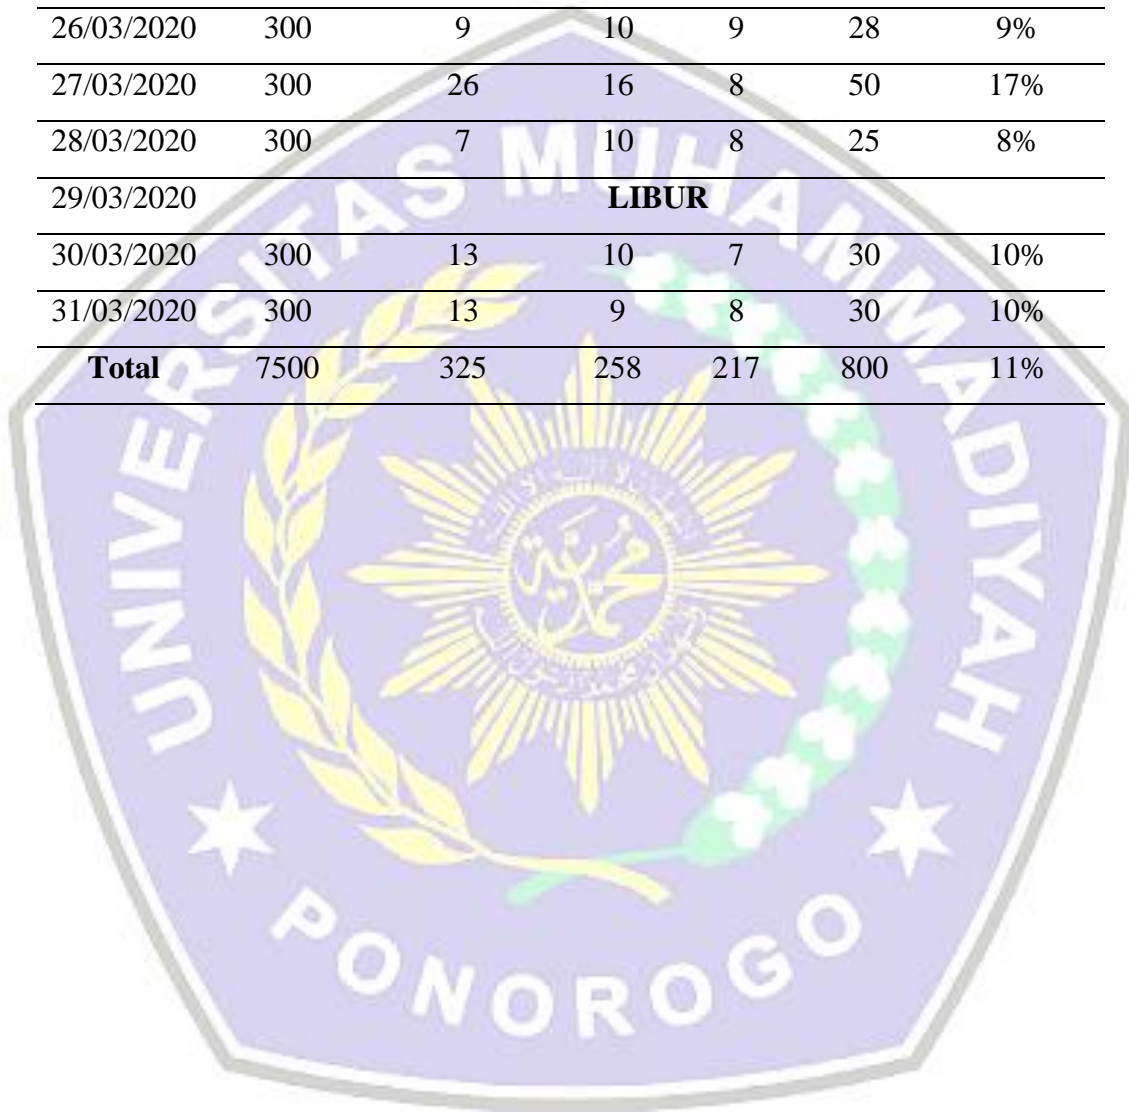 26/03/2020 300 9 10 9 28 9%
27/03/2020 300 26 16 8 50 17%
28/03/2020 300 7 10 8 25 8%
29/03/2020 LIBUR
30/03/2020 300 13 10 7 30 10%
31/03/2020 300 13 9 8 30 10%
Total 7500 325 258 217 800 11%
UNIVERSITAS MUHAMMADIYAH
PONOROGO